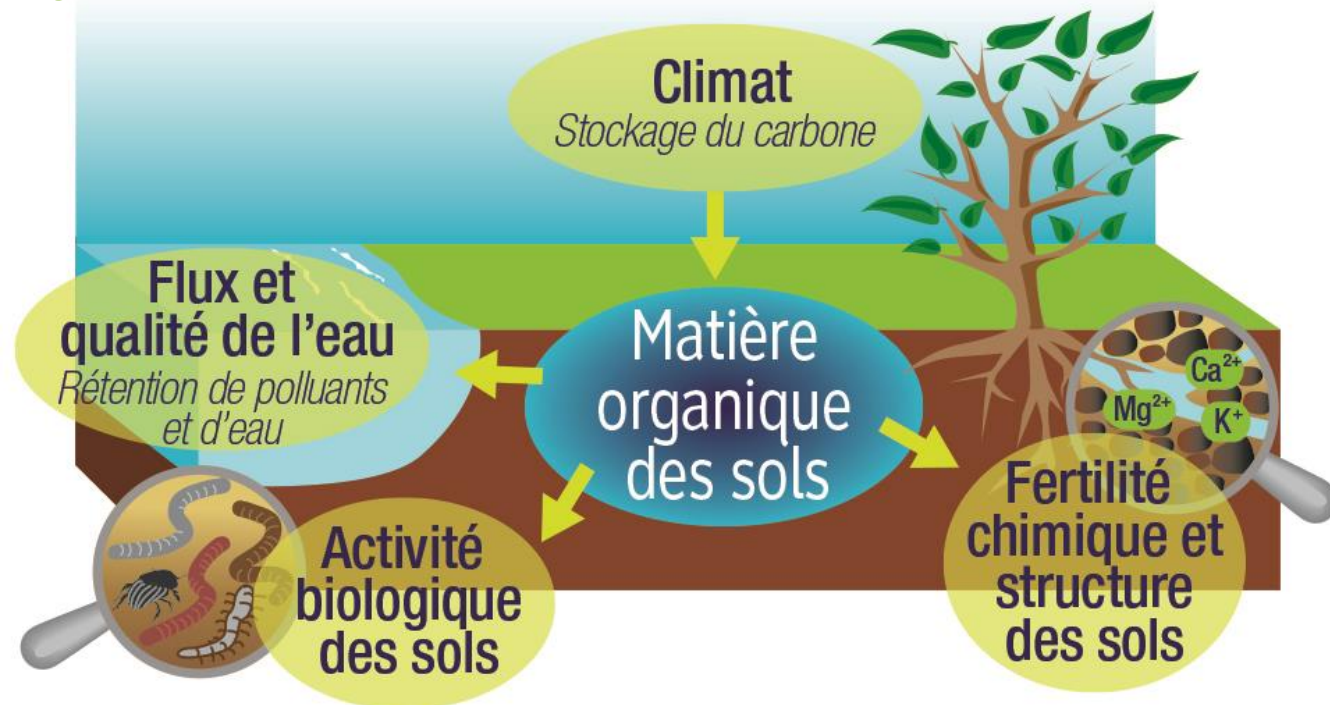 Climat
Stockage du carbone
Flux et
qualité de l'eau
Rétention de polluants
et d'eau
Matière
organique
des sols
Ca²⁺
Mg²⁺
K⁺
Fertilité
chimique et
structure
des sols
Activité
biologique
des sols